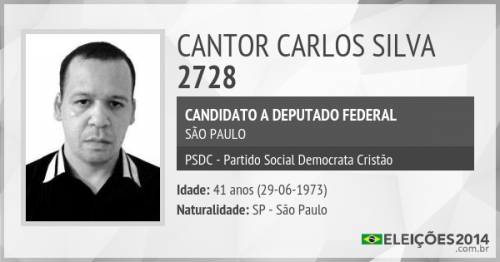 CANTOR CARLOS SILVA
2728
CANDIDATO A DEPUTADO FEDERAL
SÃO PAULO
PSDC - Partido Social Democrata Cristão
Idade: 41 anos (29-06-1973)
Naturalidade: SP - São Paulo
ELEIÇÕES2014
.com.br